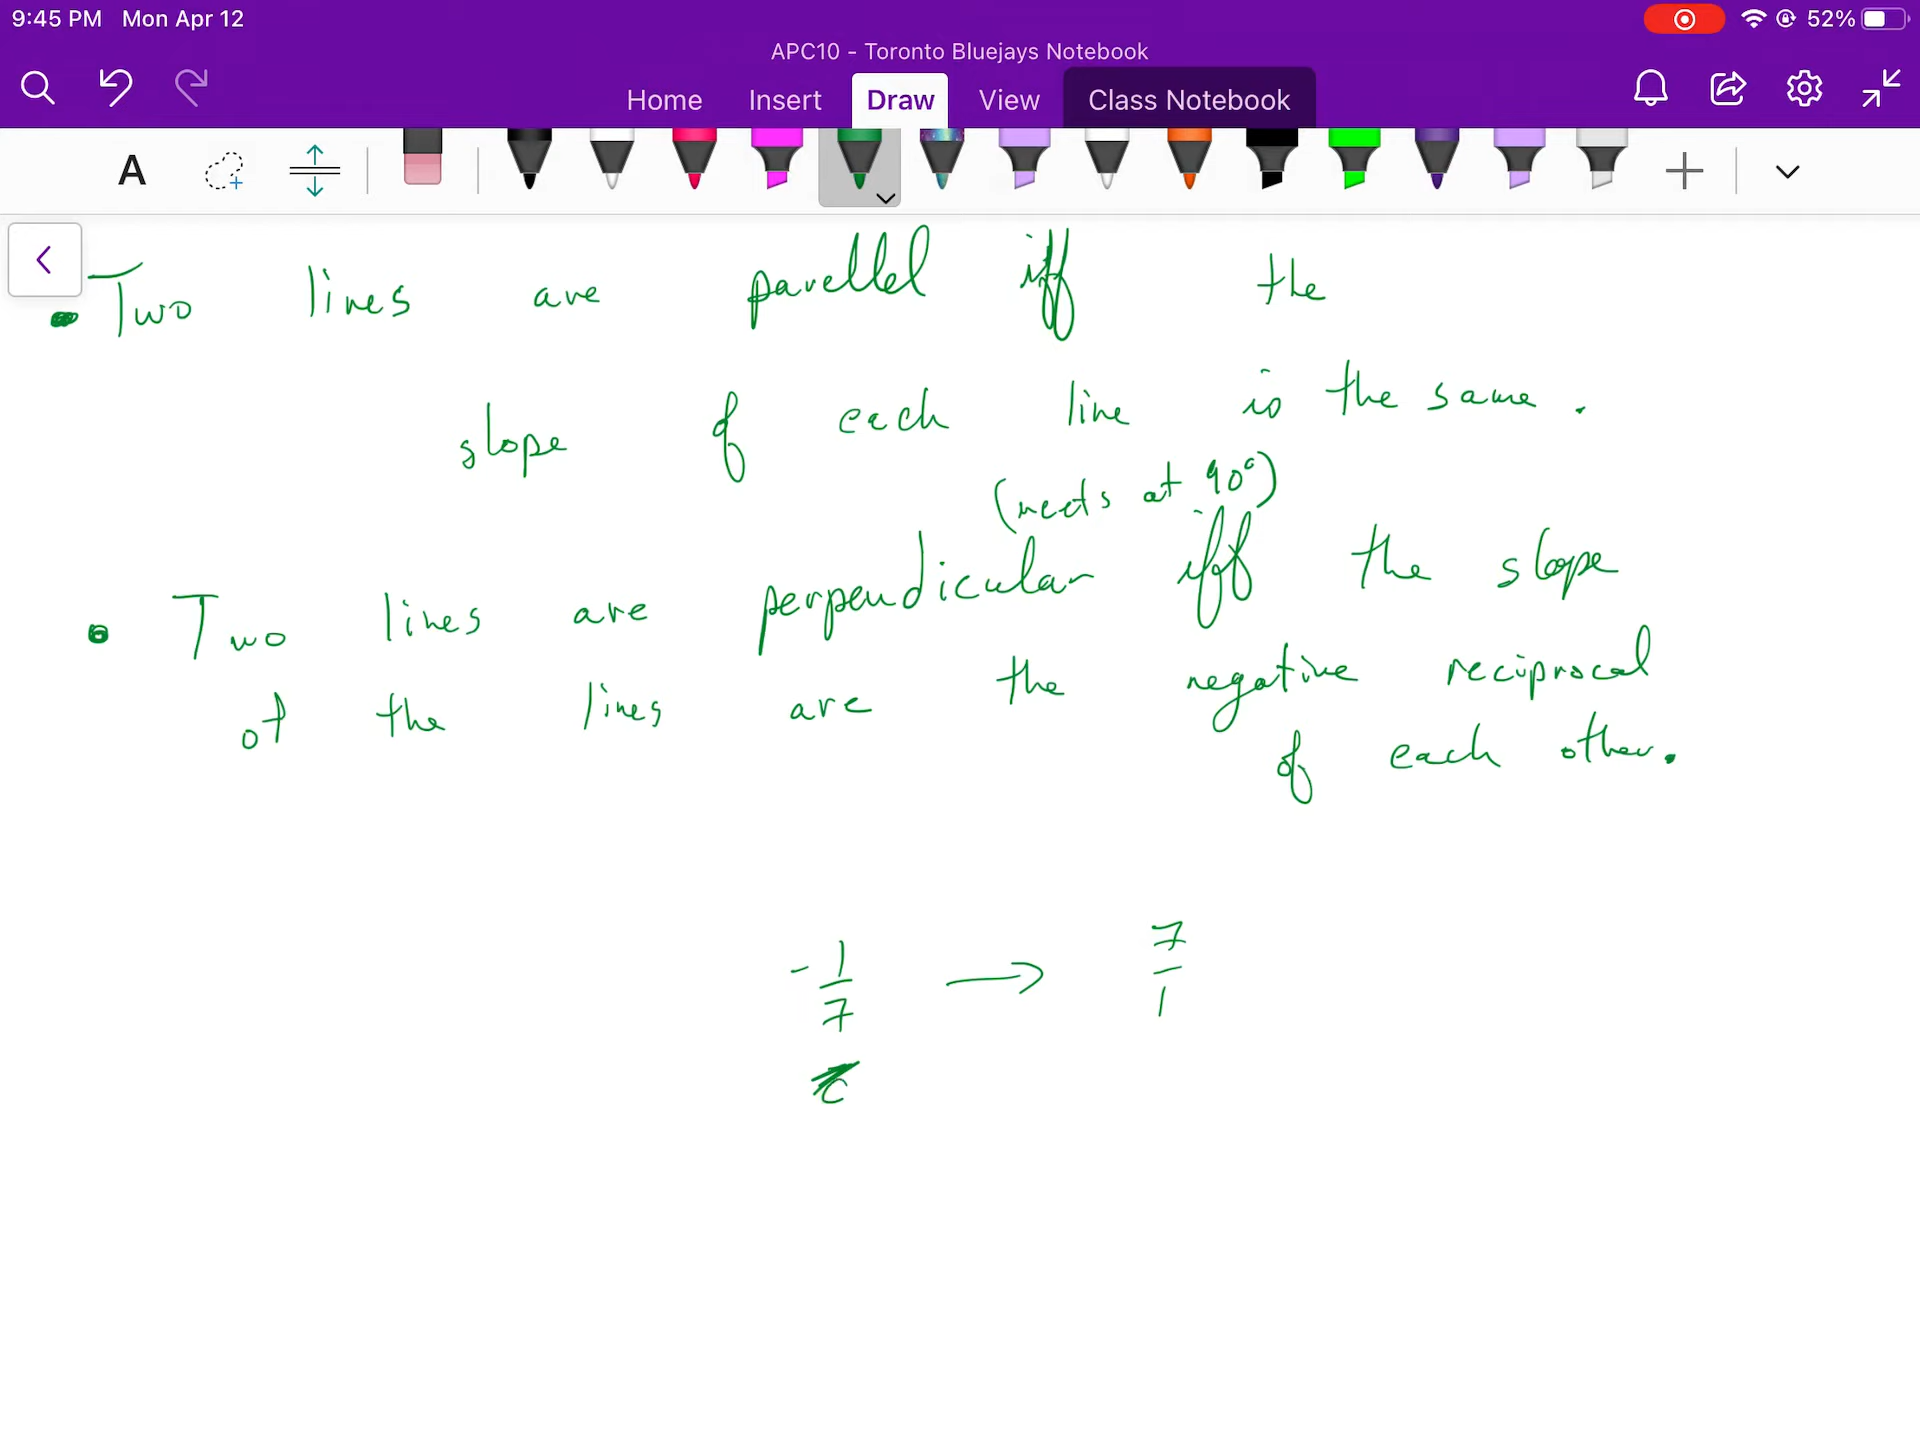 9:45 PM Mon Apr 12
52%
APC10 - Toronto Bluejays Notebook
Home Insert Draw View Class Notebook
A
Two lines are parellel iff the
slope of each line is the same.
(meets at 90°)
Two lines are perpendicular iff the slope
of the lines are the negative reciprocal
of each other.
-1/7 → 7/1